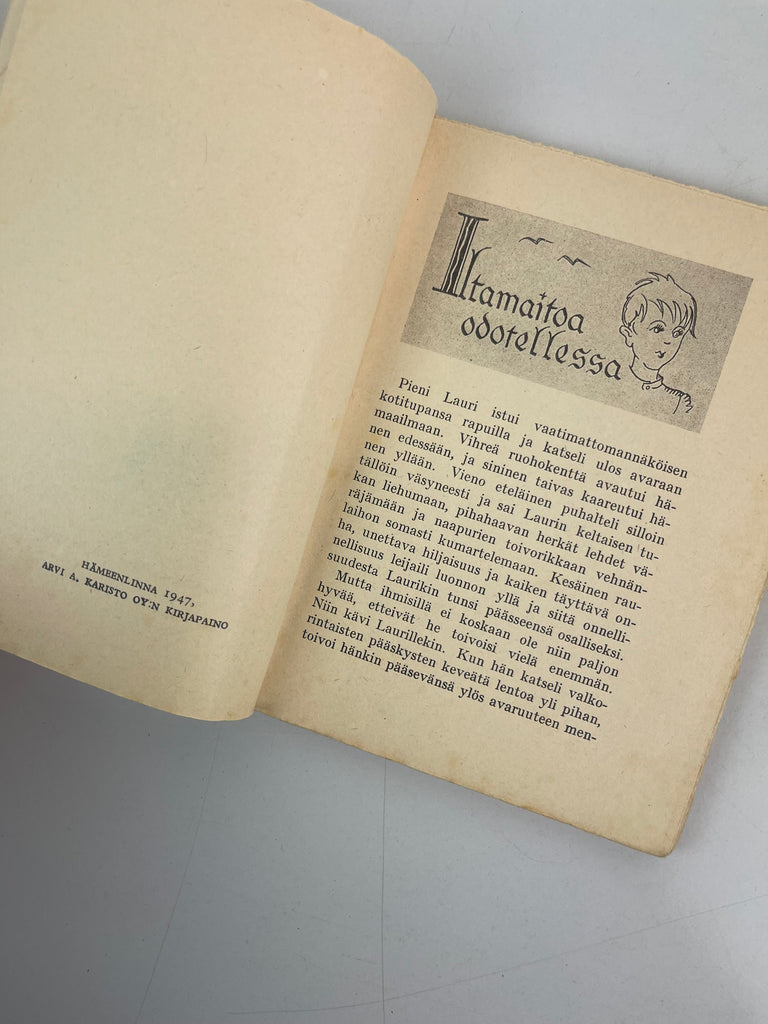 HÄMEENLINNA 1947,
ARVI A. KARISTO OY:N KIRJAPAINO
Iltamaitoa
odotellessa
Pieni Lauri istui vaatimattomannäköisen
kotitupansa rapuilla ja katseli ulos avaraan
maailmaan. Vihreä ruohokenttä avautui hä-
nen edessään, ja sininen taivas kaareutui hä-
nen yllään. Vieno eteläinen puhalteli silloin
tällöin väsyneesti ja sai Laurin keltaisen tu-
kan liehumaan, pihahaavan herkät lehdet vä-
räjämään ja naapurien toivorikkaan vehnän-
laihon somasti kumartelemaan. Kesäinen rau-
ha, unettava hiljaisuus ja kaiken täyttävä on-
nellisuus leijaili luonnon yllä ja siitä onnelli-
suudesta Laurikin tunsi päässeensä osalliseksi.
Mutta ihmisillä ei koskaan ole niin paljon
hyvää, etteivät he toivoisi vielä enemmän.
Niin kävi Laurillekin. Kun hän katseli valko-
rintaisten pääskysten keveätä lentoa yli pihan,
toivoi hänkin pääsevänsä ylös avaruuteen men-